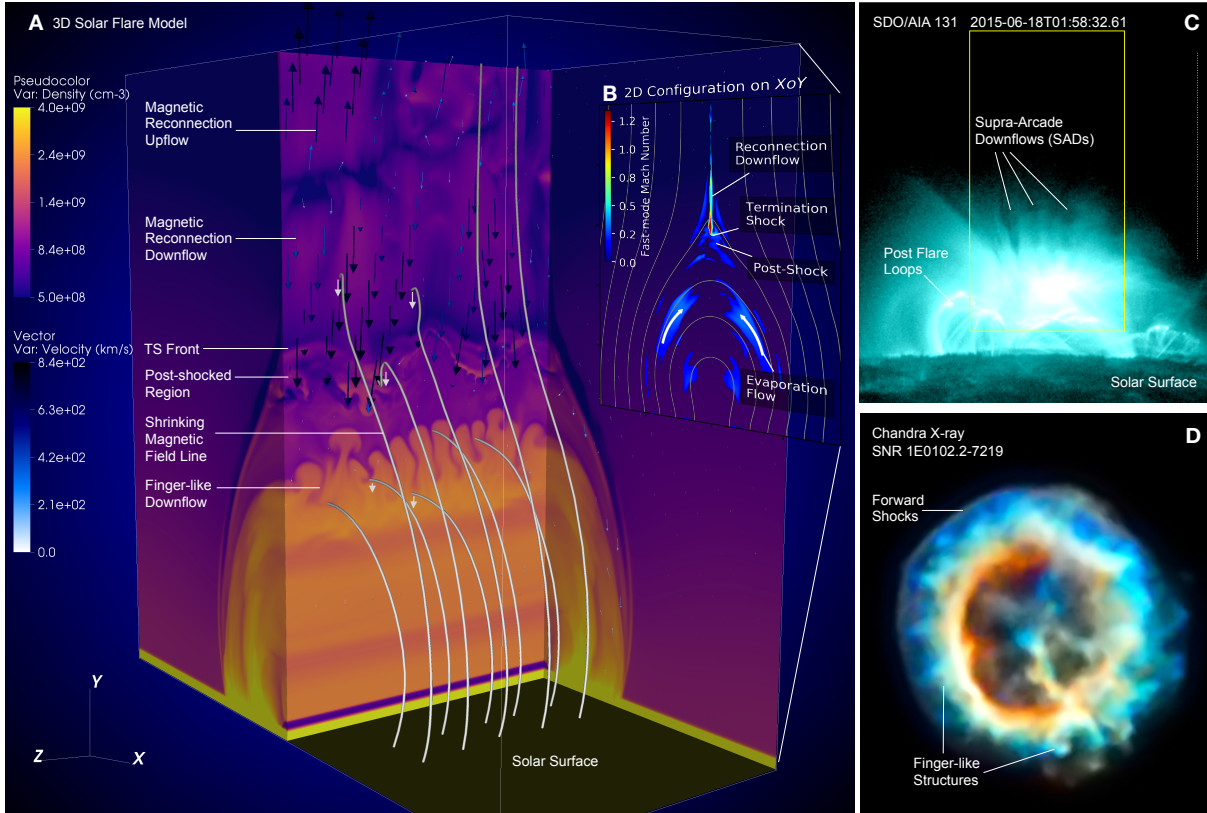 A 3D Solar Flare Model
Pseudocolor
Var: Density (cm-3)
4.0e+09
2.4e+09
1.4e+09
8.4e+08
5.0e+08
Vector
Var: Velocity (km/s)
8.4e+02
6.3e+02
4.2e+02
2.1e+02
0.0
Magnetic
Reconnection
Upflow
Magnetic
Reconnection
Downflow
TS Front
Post-shocked
Region
Shrinking
Magnetic
Field Line
Finger-like
Downflow
Solar Surface
Y
Z
X
B 2D Configuration on XoY
Fast-mode Mach Number
1.2
1.0
0.8
0.5
0.2
0.0
Reconnection
Downflow
Termination
Shock
Post-Shock
Evaporation
Flow
SDO/AIA 131 2015-06-18T01:58:32.61
C
Supra-Arcade
Downflows (SADs)
Post Flare
Loops
Solar Surface
Chandra X-ray
SNR 1E0102.2-7219
D
Forward
Shocks
Finger-like
Structures